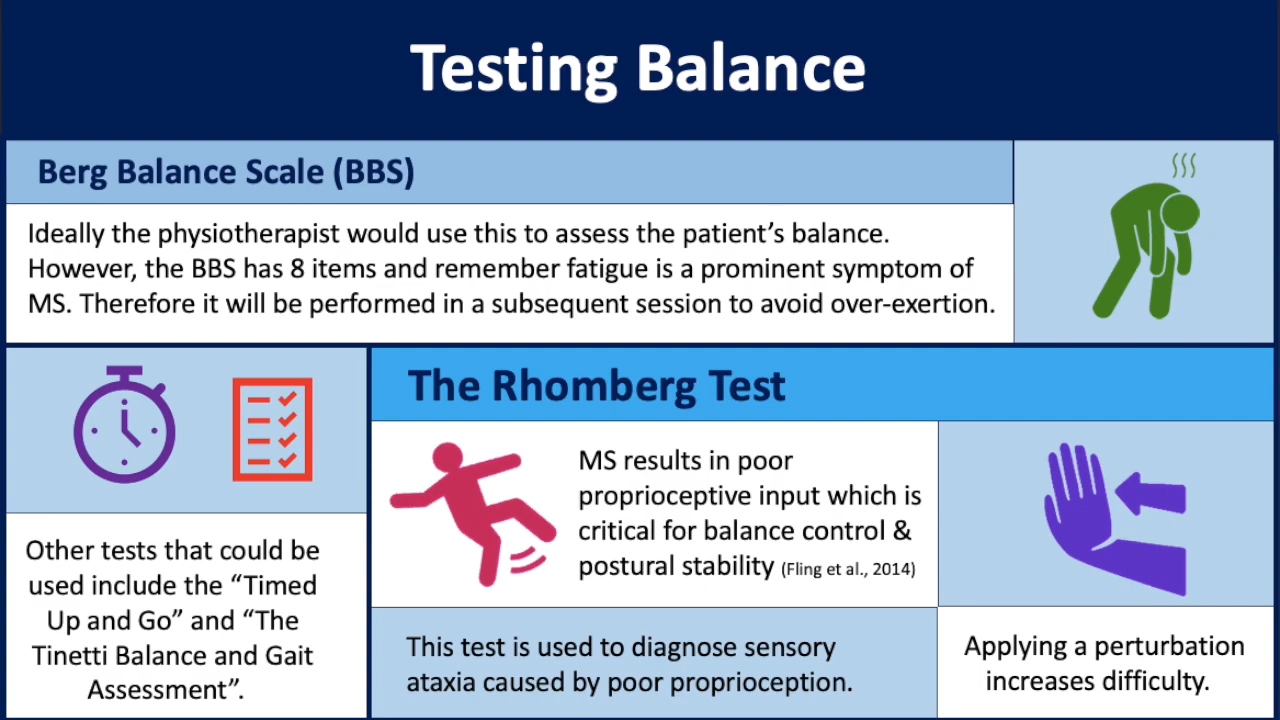 Testing Balance
Berg Balance Scale (BBS)
Ideally the physiotherapist would use this to assess the patient's balance.
However, the BBS has 8 items and remember fatigue is a prominent symptom of
MS. Therefore it will be performed in a subsequent session to avoid over-exertion.
Other tests that could be
used include the “Timed
Up and Go” and “The
Tinetti Balance and Gait
Assessment”.
The Rhomberg Test
MS results in poor
proprioceptive input which is
critical for balance control &
postural stability (Fling et al., 2014)
This test is used to diagnose sensory
ataxia caused by poor proprioception.
Applying a perturbation
increases difficulty.